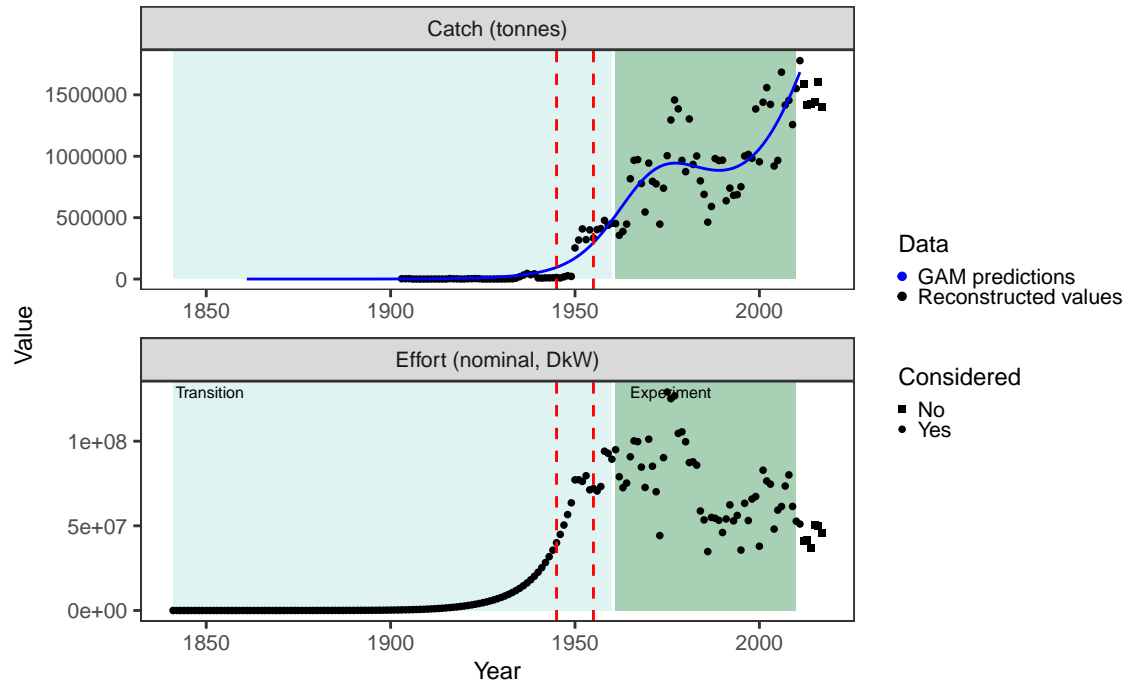 Catch (tonnes)
1500000
1000000
500000
0
1850
1900
1950
2000
Value
Effort (nominal, DkW)
Transition
Experiment
1e+08
5e+07
0e+00
1850
1900
1950
2000
Year
Data
GAM predictions
Reconstructed values
Considered
No
Yes